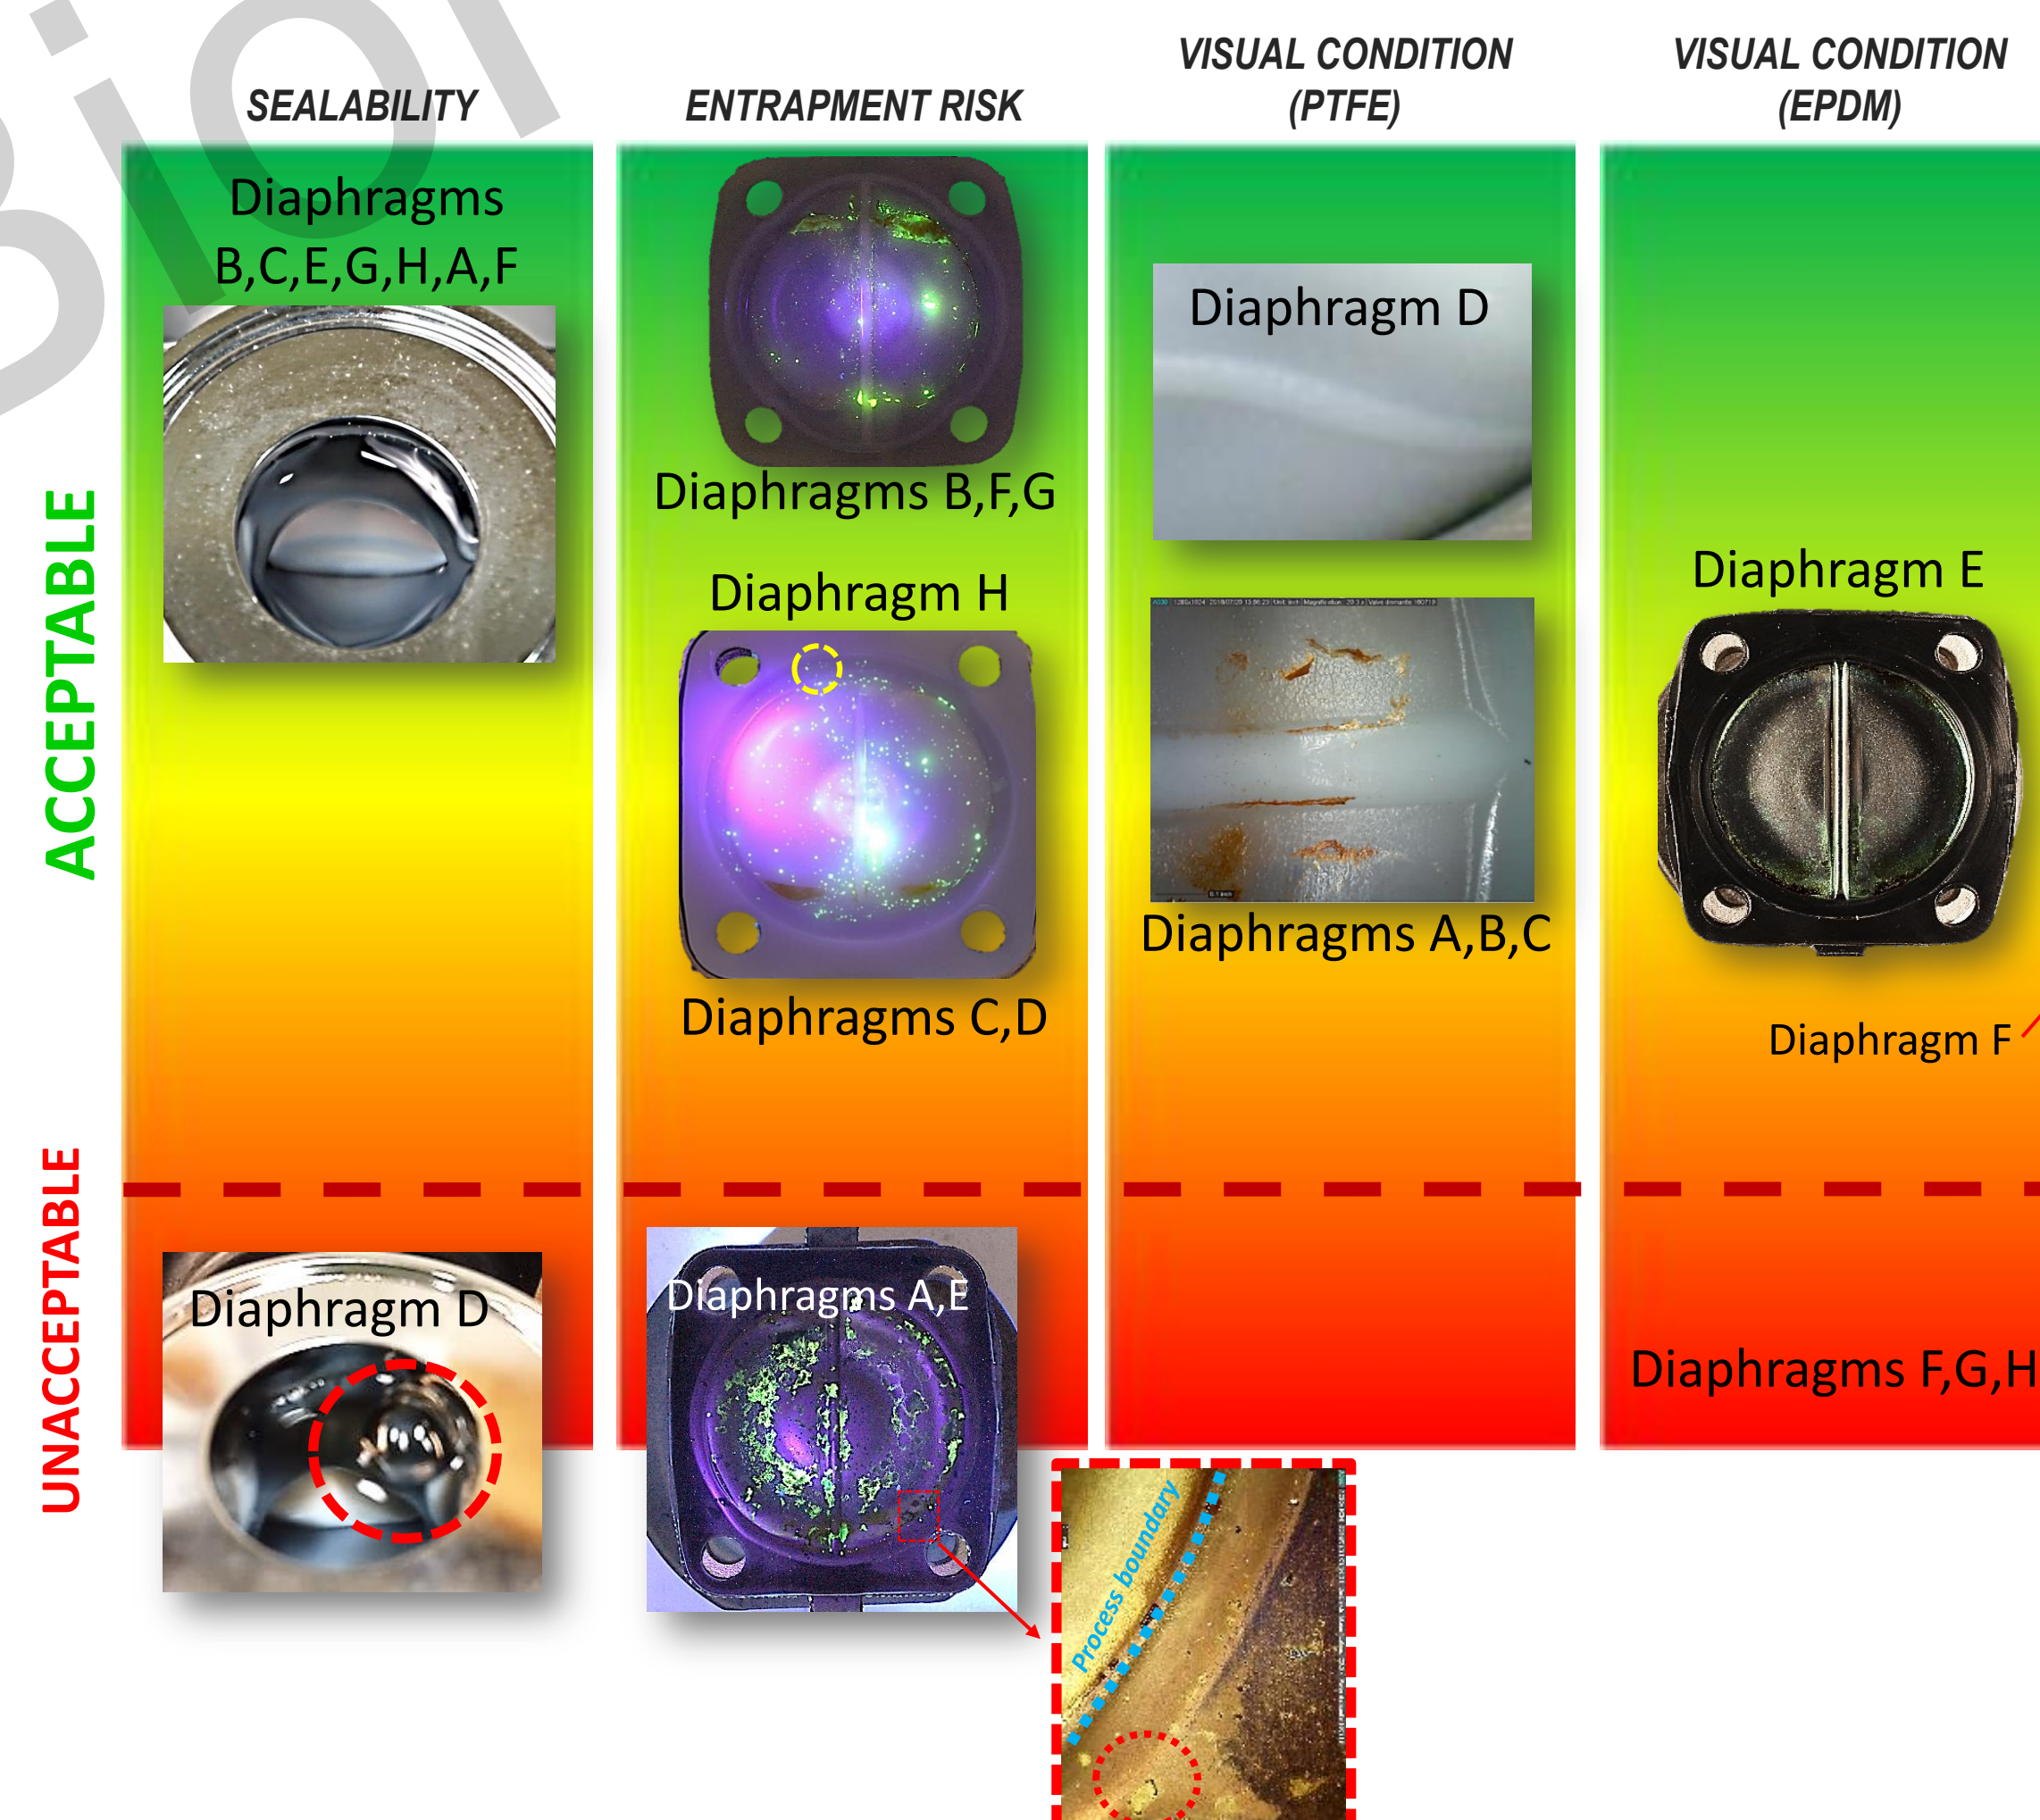 SEALABILITY
ENTRAPMENT RISK
VISUAL CONDITION
(PTFE)
VISUAL CONDITION
(EPDM)
ACCEPTABLE
UNACCEPTABLE
Diaphragms
B,C,E,G,H,A,F
Diaphragm D
Diaphragms B,F,G
Diaphragm H
Diaphragms C,D
Diaphragms A,E
Process boundary
Diaphragm D
Diaphragms A,B,C
Diaphragm E
Diaphragm F
Diaphragms F,G,H